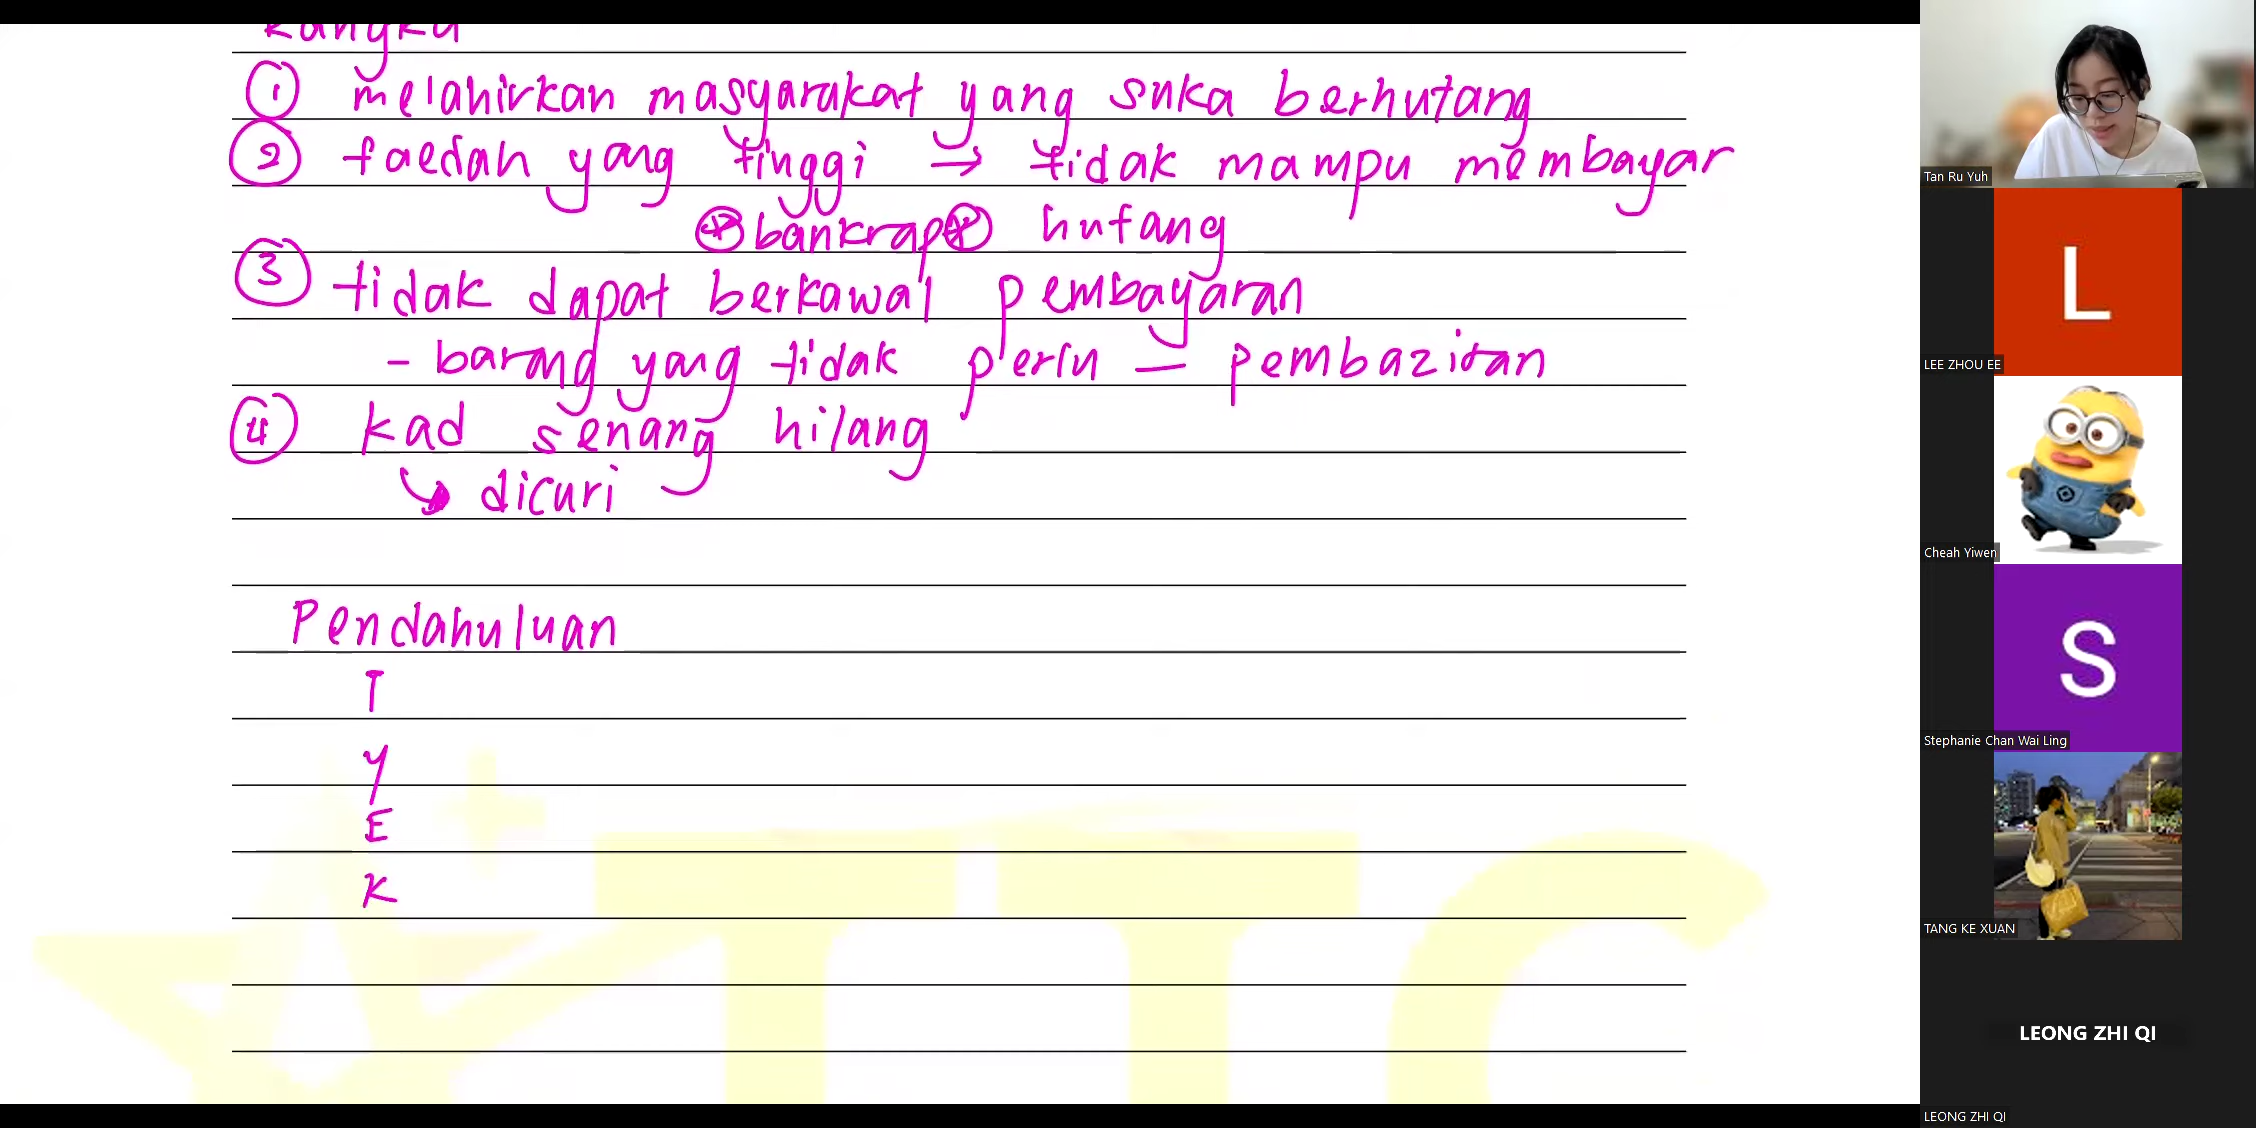 Rangka
① melahirkan masyarakat yang suka berhutang
② faedah yang tinggi → tidak mampu membayar
bankrap hutang
③ tidak dapat berkawal pembayaran
- barang yang tidak perlu - pembaziran
④ kad senang hilang
↳ dicuri
Pendahuluan
T
Y
E
K
TTC
Tan Ru Yuh
L
LEE ZHOU EE
Cheah Yiwen
S
Stephanie Chan Wai Ling
TANG KE XUAN
LEONG ZHI QI
LEONG ZHI QI